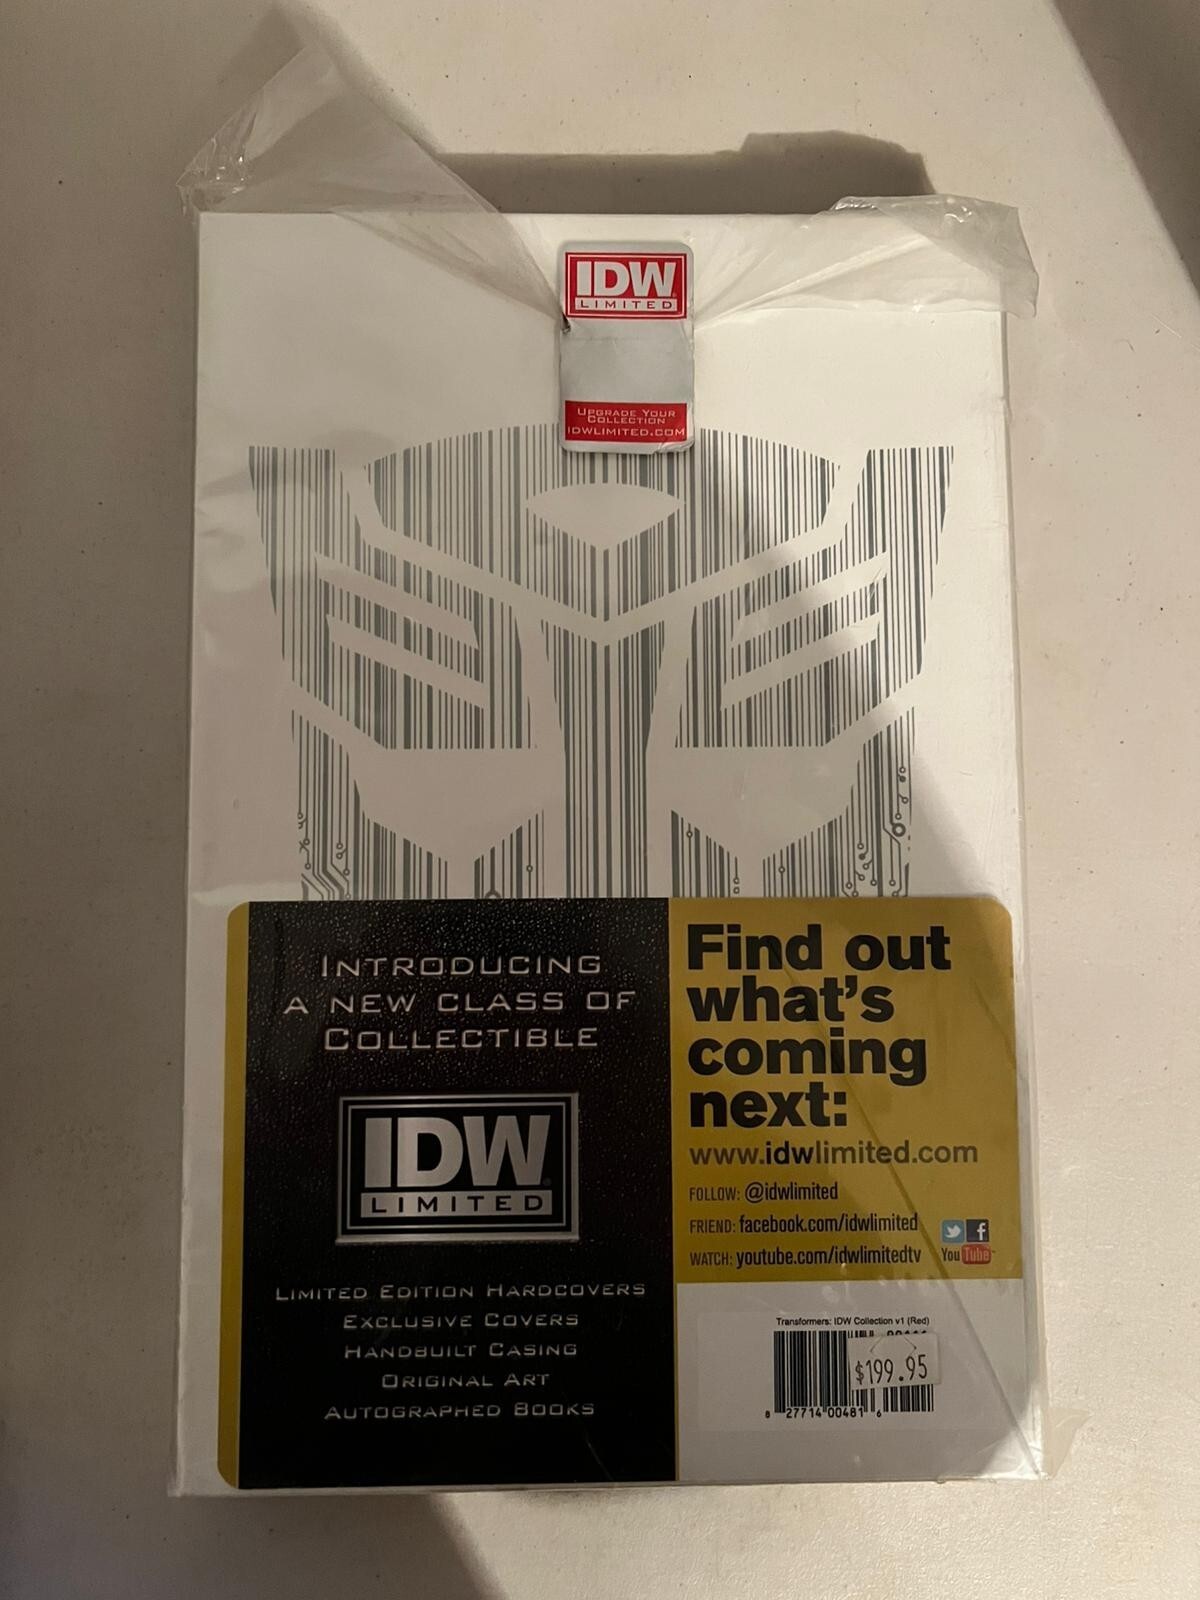 IDW
LIMITED
Upgrade Your
Collection
idwlimited.com
Introducing
a new class of
Collectible
IDW
LIMITED
Limited Edition Hardcovers
Exclusive Covers
Handbuilt Casing
Original Art
Autographed Books
Find out
what's
coming
next:
www.idwlimited.com
FOLLOW: @idwlimited
FRIEND: facebook.com/idwlimited
WATCH: youtube.com/idwlimitedtv
You Tube
Transformers: IDW Collection v1 (Red)
$199.95
8 27714 00481 6